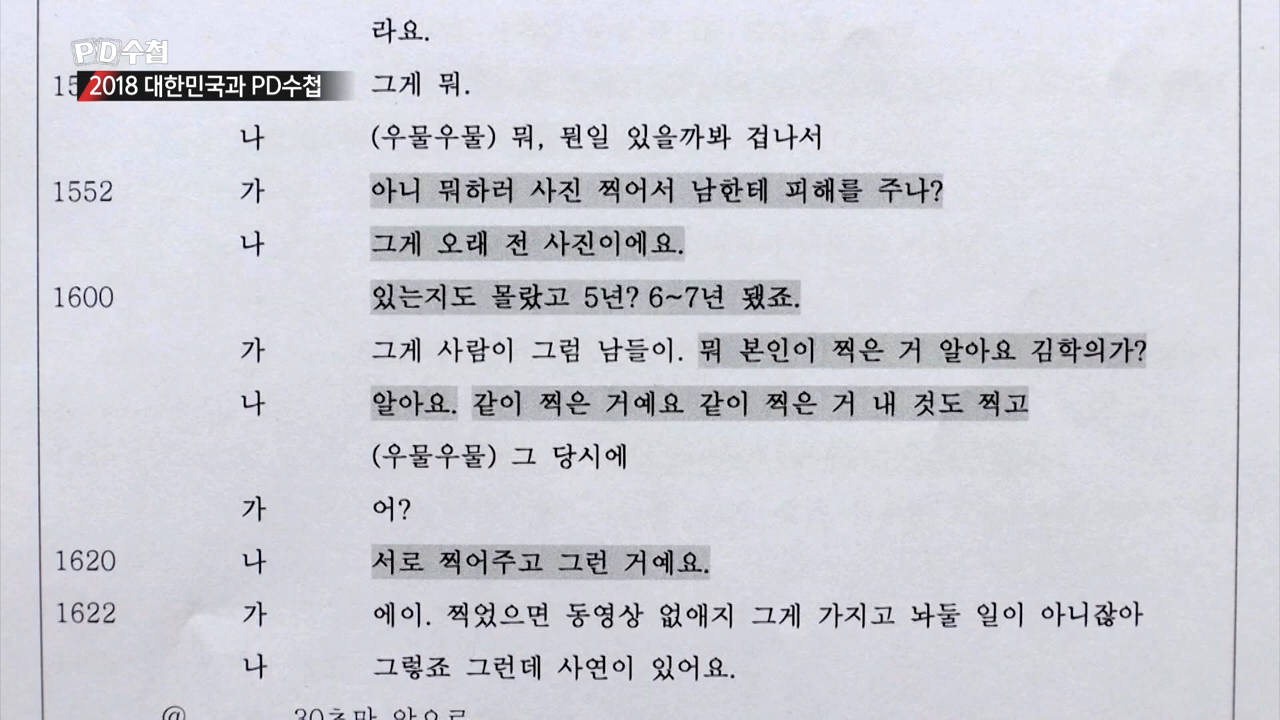 라요.
PD수첩
2018 대한민국과 PD수첩
15 그게 뭐.
나 (우물우물) 뭐, 뭔일 있을까봐 겁나서
1552 가 아니 뭐하러 사진 찍어서 남한테 피해를 주나?
나 그게 오래 전 사진이에요.
1600 있는지도 몰랐고 5년? 6~7년 됐죠.
가 그게 사람이 그럼 남들이. 뭐 본인이 찍은 거 알아요 김학의가?
나 알아요. 같이 찍은 거예요 같이 찍은 거 내 것도 찍고
(우물우물) 그 당시에
가 어?
1620 나 서로 찍어주고 그런 거예요.
1622 가 에이. 찍었으면 동영상 없애지 그게 가지고 놔둘 일이 아니잖아
나 그렇죠 그런데 사연이 있어요.
@ 30초만 앞으로